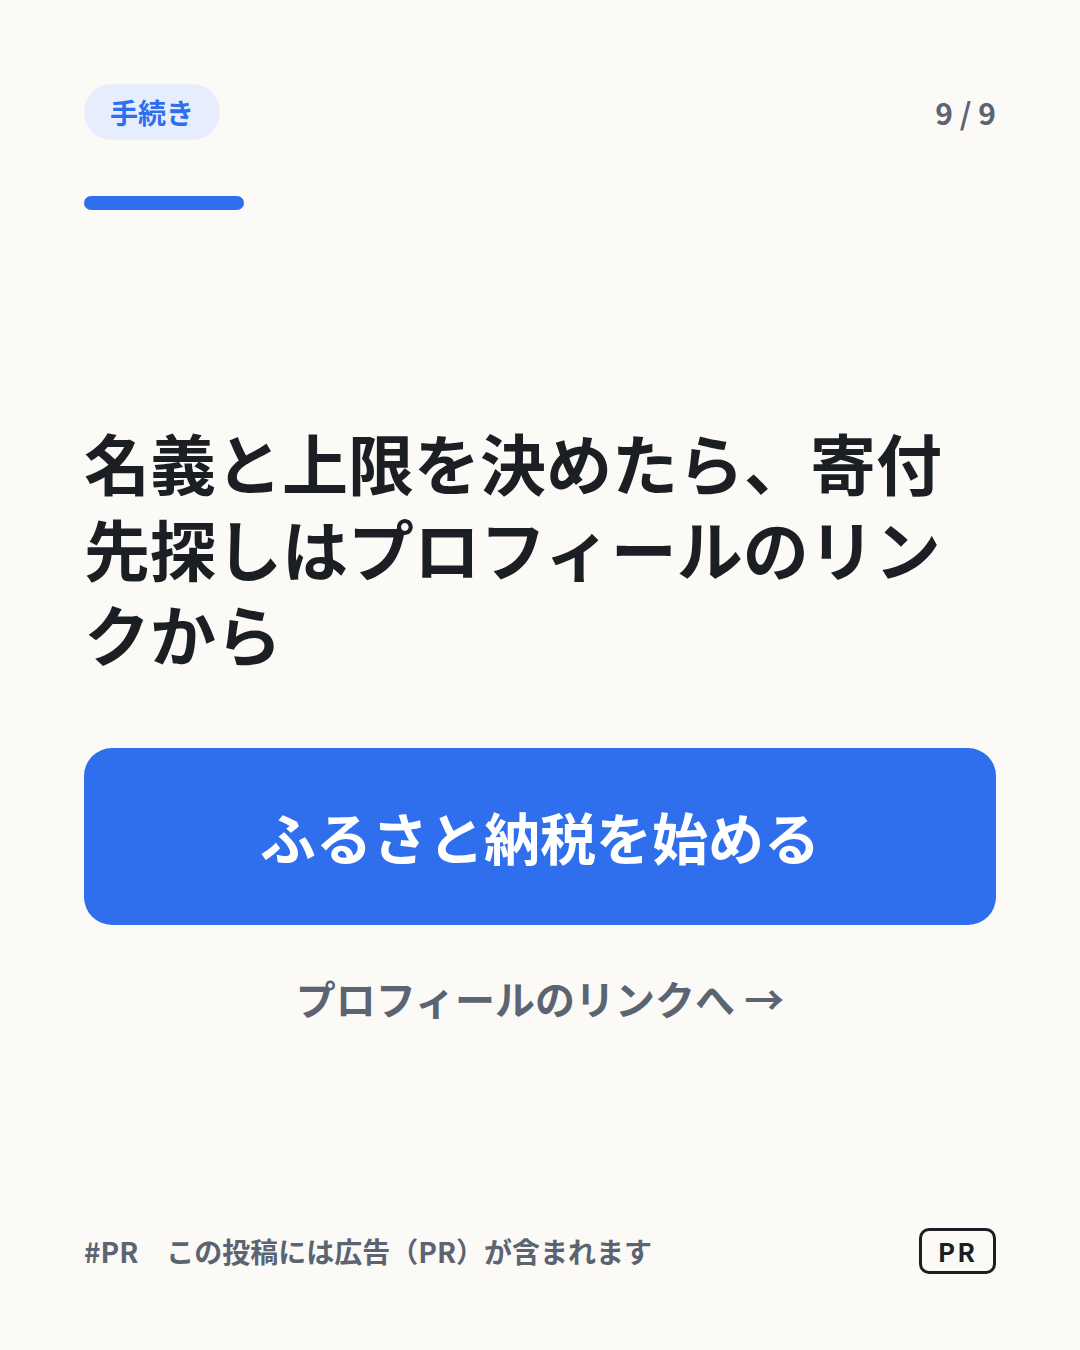 手続き
9 / 9
名義と上限を決めたら、寄付
先探しはプロフィールのリン
クから
ふるさと納税を始める
プロフィールのリンクへ →
#PR　この投稿には広告（PR）が含まれます
PR